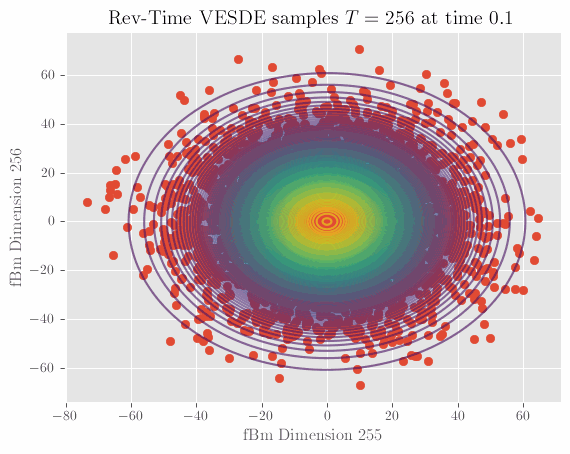 Rev-Time VESDE samples T = 256 at time 0.1
fBm Dimension 256
60
40
20
0
−20
−40
−60
−80 −60 −40 −20 0 20 40 60
fBm Dimension 255